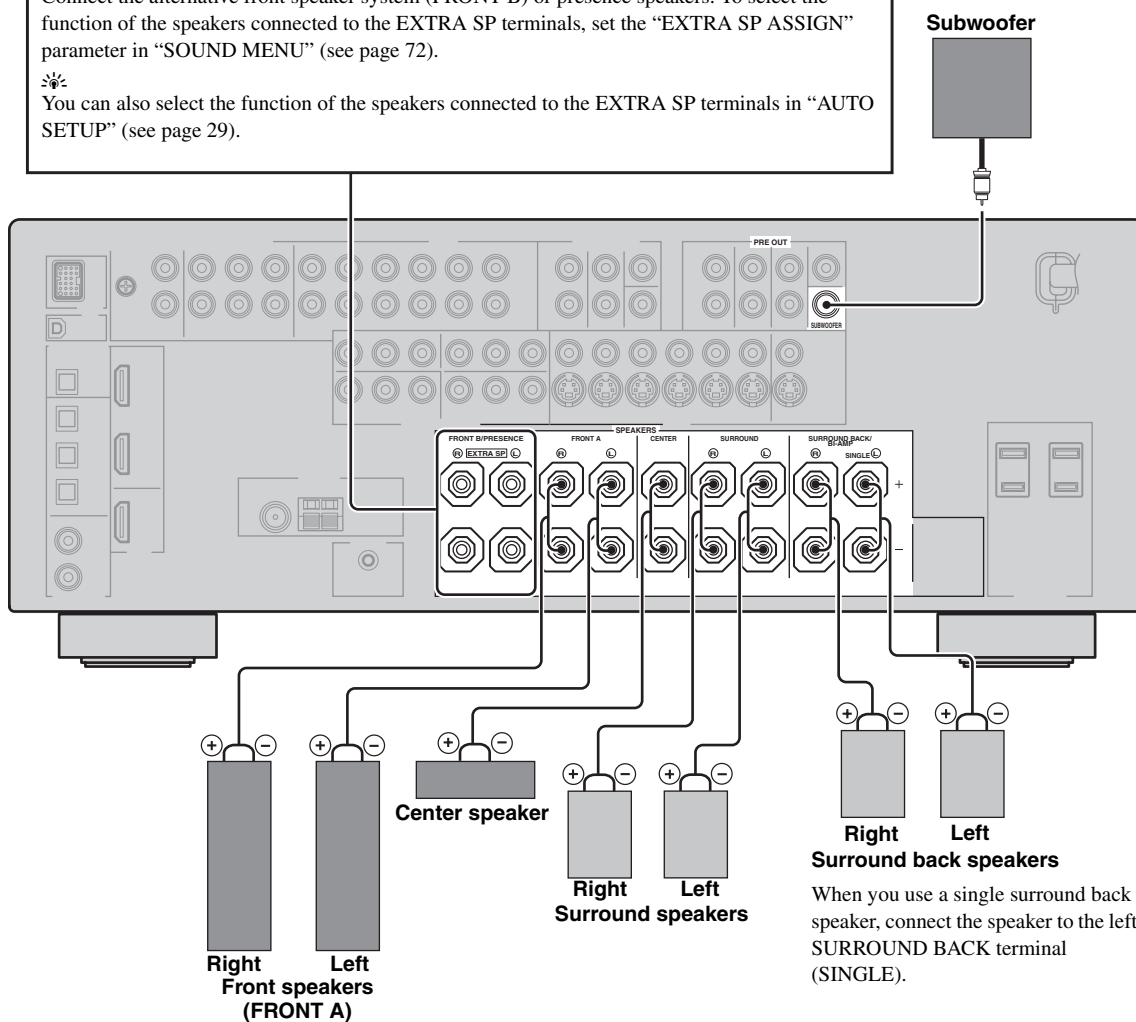 Connect the alternative front speaker system (FRONT B) or presence speakers. To select the
function of the speakers connected to the EXTRA SP terminals, set the “EXTRA SP ASSIGN”
parameter in “SOUND MENU” (see page 72).
You can also select the function of the speakers connected to the EXTRA SP terminals in “AUTO
SETUP” (see page 29).
Subwoofer
PRE OUT
SUBWOOFER
SPEAKERS
FRONT B/PRESENCE
R EXTRA SP L
FRONT A
R L
CENTER
SURROUND
R L
SURROUND BACK/
BI-AMP
R SINGLE L
+
–
D
+ –
+ –
+ –
+ –
+ –
+ –
+ –
Center speaker
Right Left
Surround back speakers
Right Left
Surround speakers
When you use a single surround back
speaker, connect the speaker to the left
SURROUND BACK terminal
(SINGLE).
Right Left
Front speakers
(FRONT A)